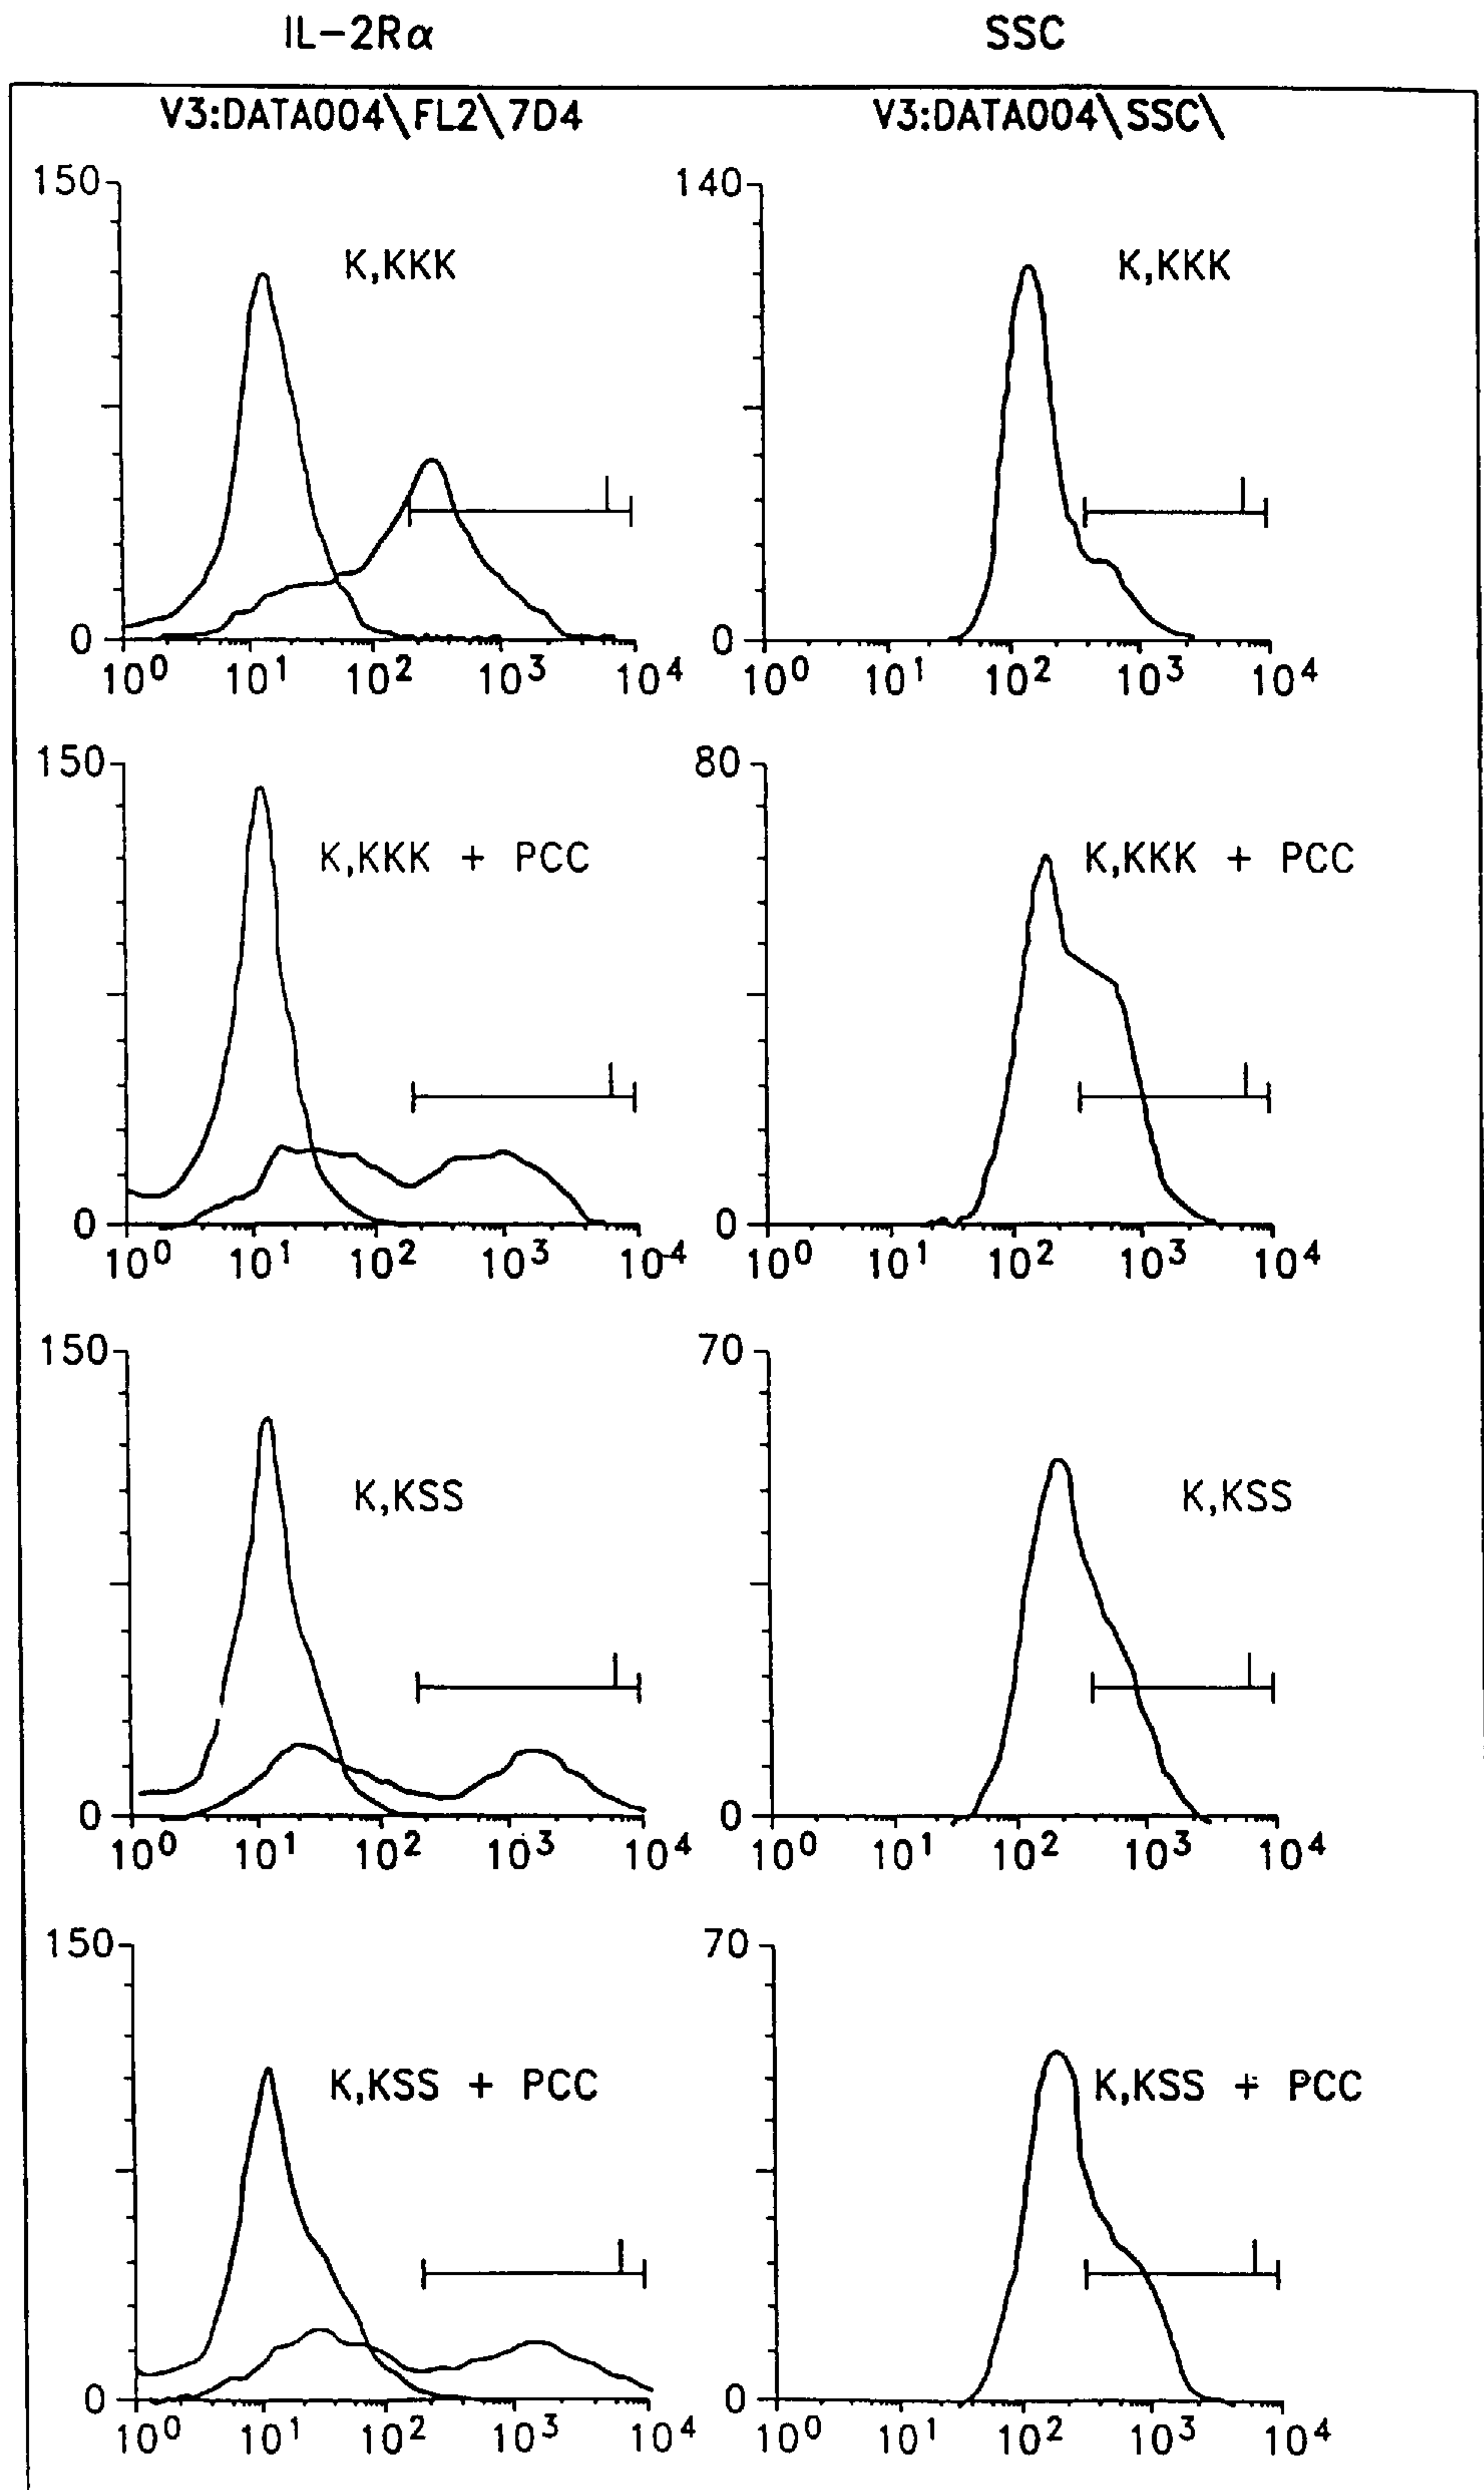 IL-2Rα SSC
V3:DATA004\FL2\7D4 V3:DATA004\SSC\
150 140
K,KKK K,KKK
0 0
10⁰ 10¹ 10² 10³ 10⁴ 10⁰ 10¹ 10² 10³ 10⁴
150 80
K,KKK + PCC K,KKK + PCC
0 0
10⁰ 10¹ 10² 10³ 10⁻⁴ 10⁰ 10¹ 10² 10³ 10⁴
150 70
K,KSS K,KSS
0 0
10⁰ 10¹ 10² 10³ 10⁴ 10⁰ 10¹ 10² 10³ 10⁴
150 70
K,KSS + PCC K,KSS + PCC
0 0
10⁰ 10¹ 10² 10³ 10⁴ 10⁰ 10¹ 10² 10³ 10⁴